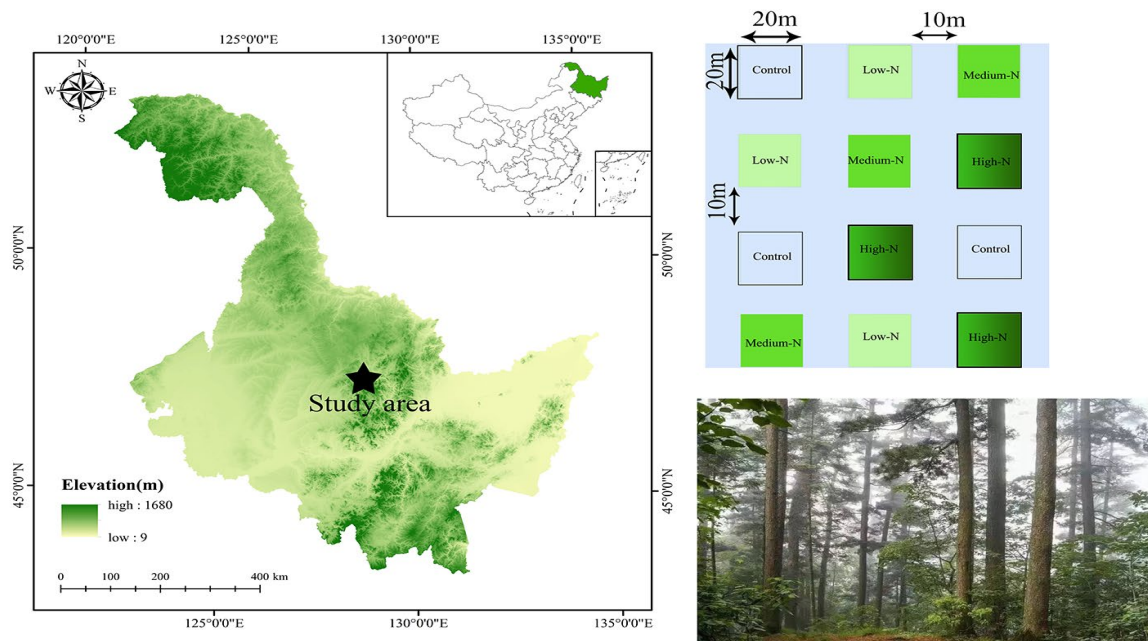 120°0'0"E 125°0'0"E 130°0'0"E 135°0'0"E
N
W E
S
50°0'0"N
45°0'0"N
50°0'0"N
45°0'0"N
Study area
Elevation(m)
high : 1680
low : 9
0 100 200 300 400 km
125°0'0"E 130°0'0"E 135°0'0"E
20m 10m
20m
Control Low-N Medium-N
Low-N Medium-N High-N
10m
Control High-N Control
Medium-N Low-N High-N